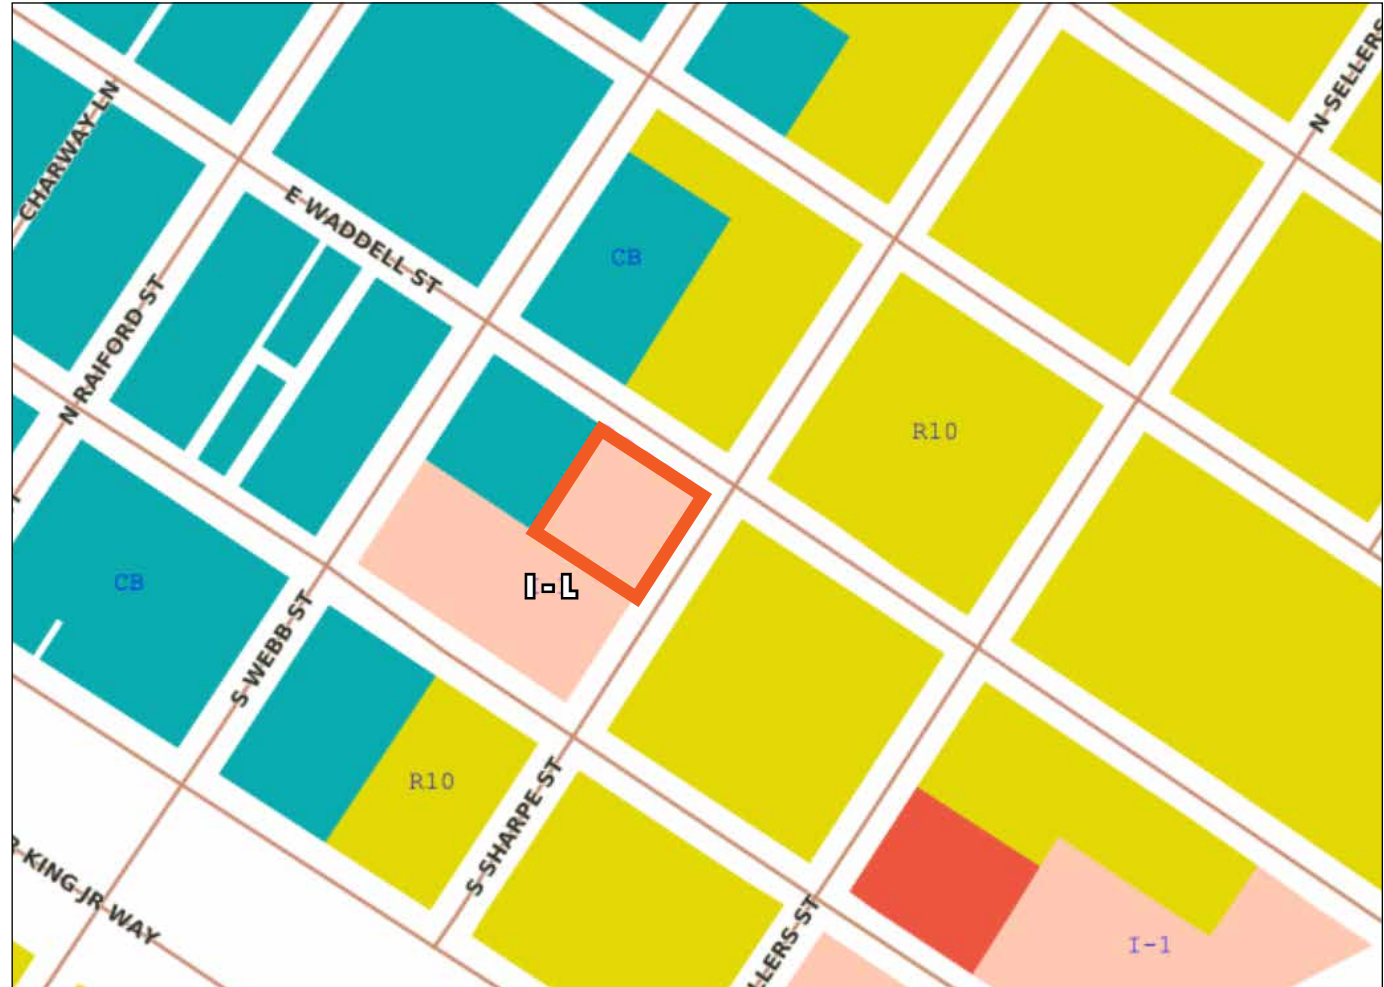 N SELLERS
CHARWAY LN
E WADDELL ST
CB
N RAIFORD ST
R10
CB
I-L
S WEBB ST
R10
S SHARPE ST
R KING JR WAY
LLERS ST
I-1